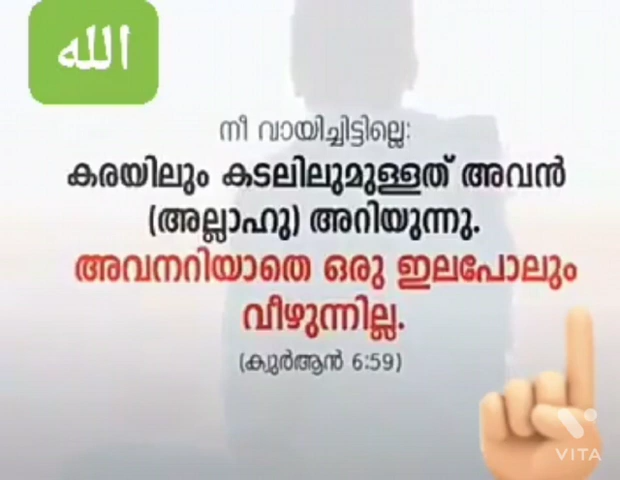 الله
നീ വായിച്ചിട്ടില്ലെ:
കരയിലും കടലിലുമുള്ളത് അവൻ
(അല്ലാഹു) അറിയുന്നു.
അവനറിയാതെ ഒരു ഇലപോലും
വീഴുന്നില്ല.
(ക്വുർആൻ 6:59)
VITA